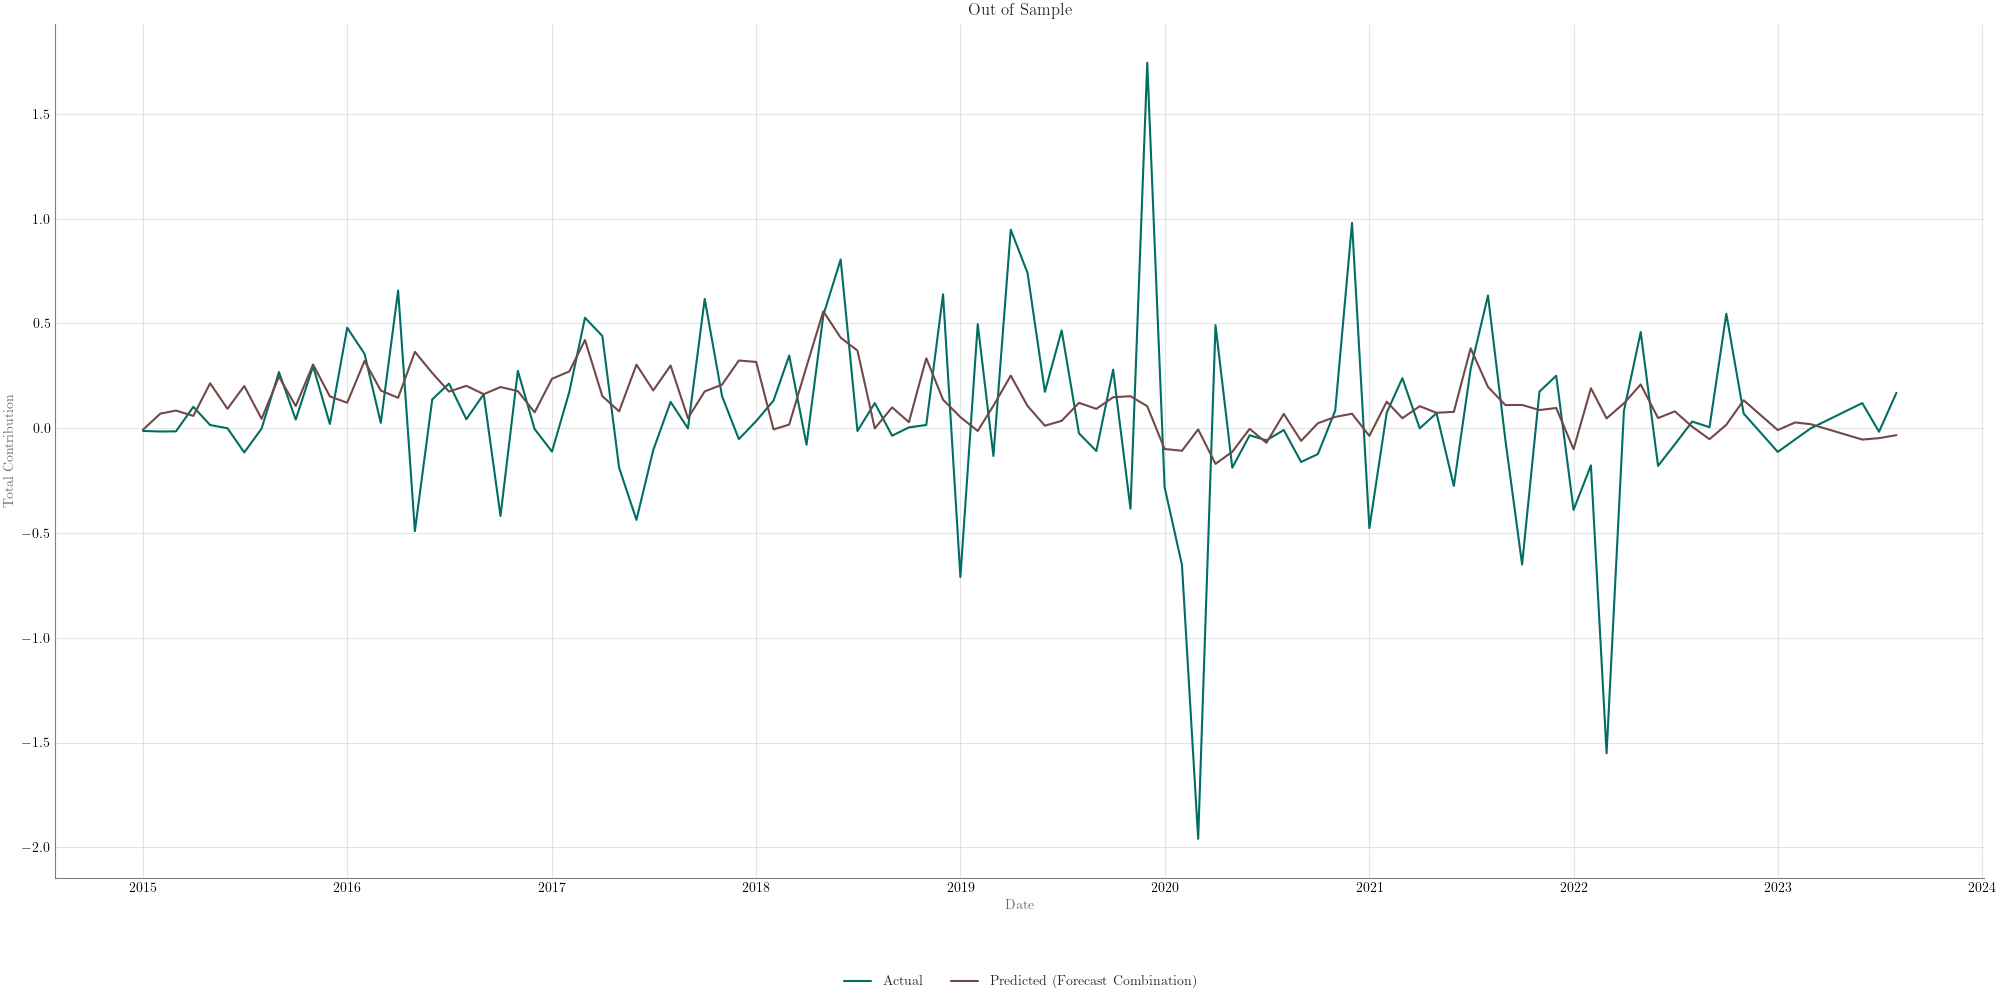 Out of Sample
Total Contribution
1.5
1.0
0.5
0.0
−0.5
−1.0
−1.5
−2.0
2015 2016 2017 2018 2019 2020 2021 2022 2023 2024
Date
Actual Predicted (Forecast Combination)